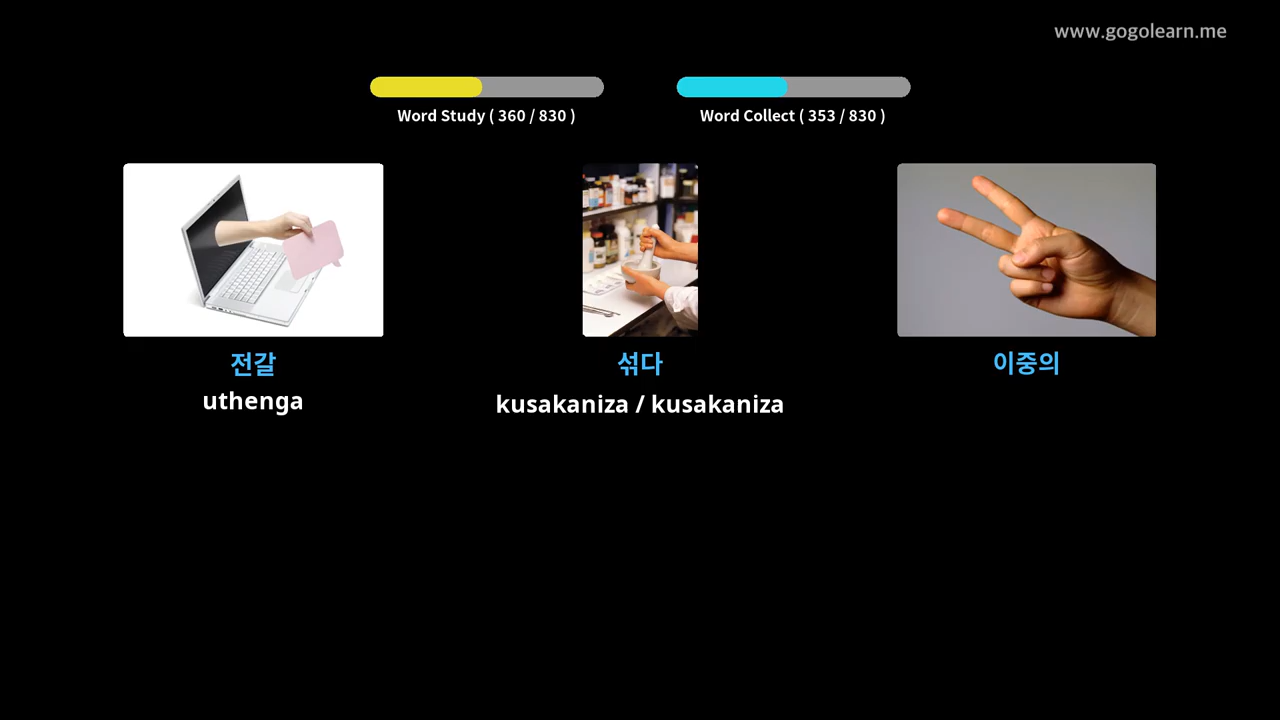 www.gogolearn.me
Word Study ( 360 / 830 )
Word Collect ( 353 / 830 )
전갈
섞다
이중의
uthenga
kusakaniza / kusakaniza